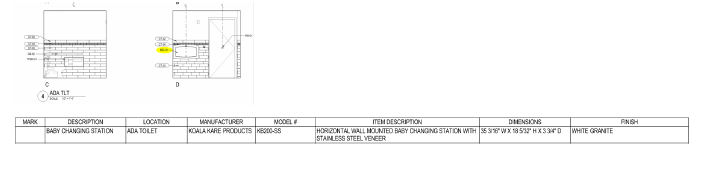 C
D
4
ADA TLT
MARK
DESCRIPTION
LOCATION
MANUFACTURER
MODEL #
ITEM DESCRIPTION
DIMENSIONS
FINISH
BABY CHANGING STATION
ADA TOILET
KOALA KARE PRODUCTS
KB200-SS
HORIZONTAL WALL MOUNTED BABY CHANGING STATION WITH
STAINLESS STEEL VENEER
35 3/16" W X 18 5/32" H X 3 3/4" D
WHITE GRANITE